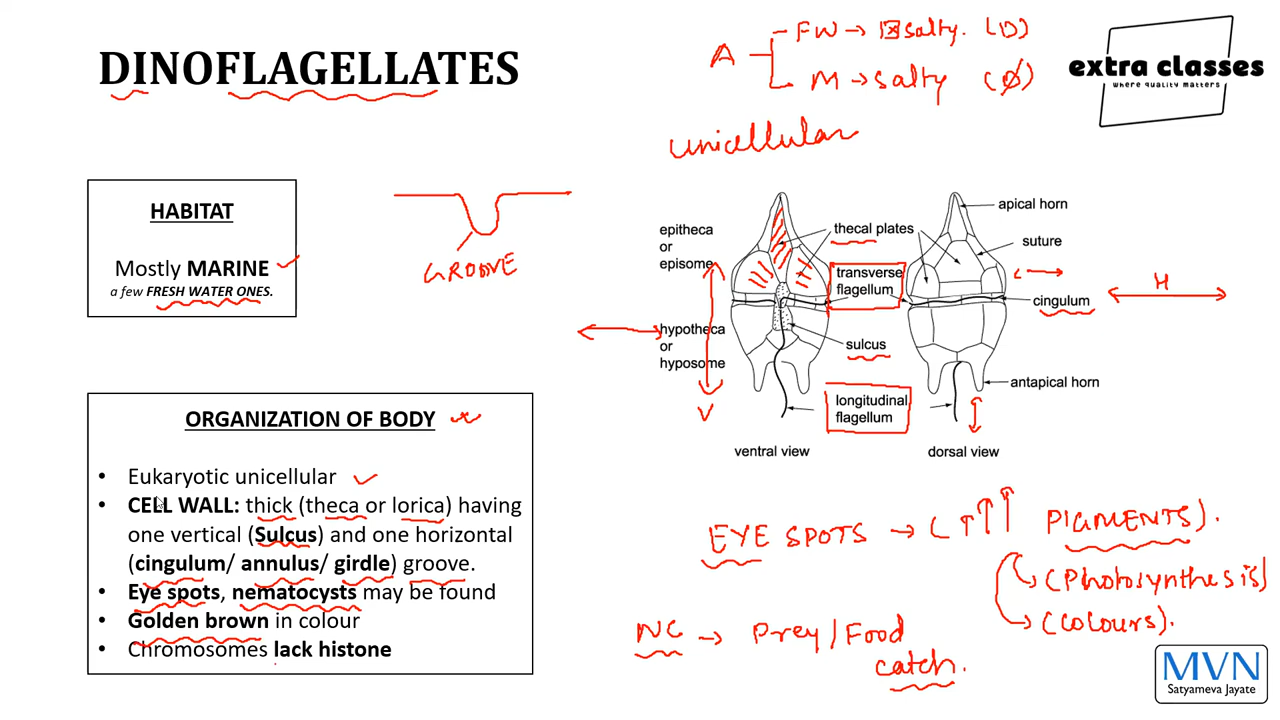 DINOFLAGELLATES
A
FW → salty. (D)
M → salty
unicellular
extra classes
where quality matters
HABITAT
Mostly MARINE
a few FRESH WATER ONES.
GROOVE
epitheca
or
episome
hypotheca
or
hyposome
V
thecal plates
transverse
flagellum
sulcus
longitudinal
flagellum
ventral view
apical horn
suture
cingulum
antapical horn
dorsal view
H
ORGANIZATION OF BODY
• Eukaryotic unicellular
• CELL WALL: thick (theca or lorica) having
one vertical (Sulcus) and one horizontal
(cingulum/ annulus/ girdle) groove.
• Eye spots, nematocysts may be found
• Golden brown in colour
• Chromosomes lack histone
EYE SPOTS → (↑↑↑ PIGMENTS).
(Photosynthesis)
(colours).
NC → Prey/Food
catch.
MVN
Satyameva Jayate